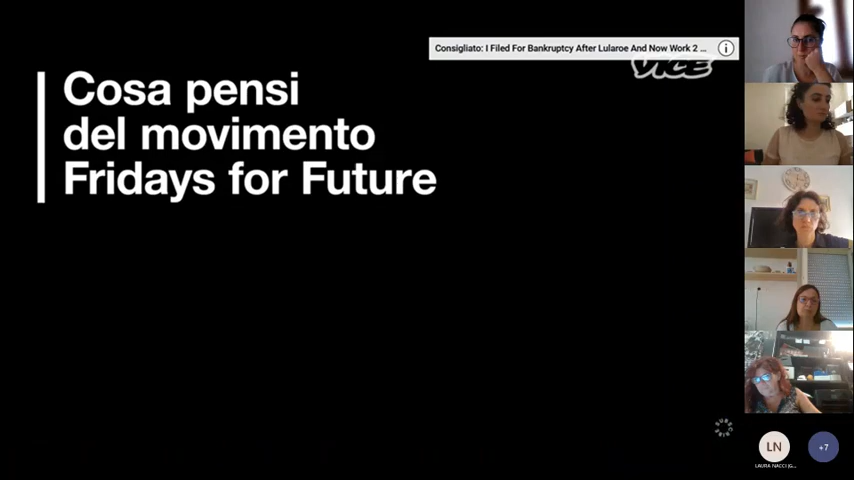 Consigliato: I Filed For Bankruptcy After Lularoe And Now Work 2 ...
VICE
Cosa pensi
del movimento
Fridays for Future
LN
+7
LAURA NACCI (G...